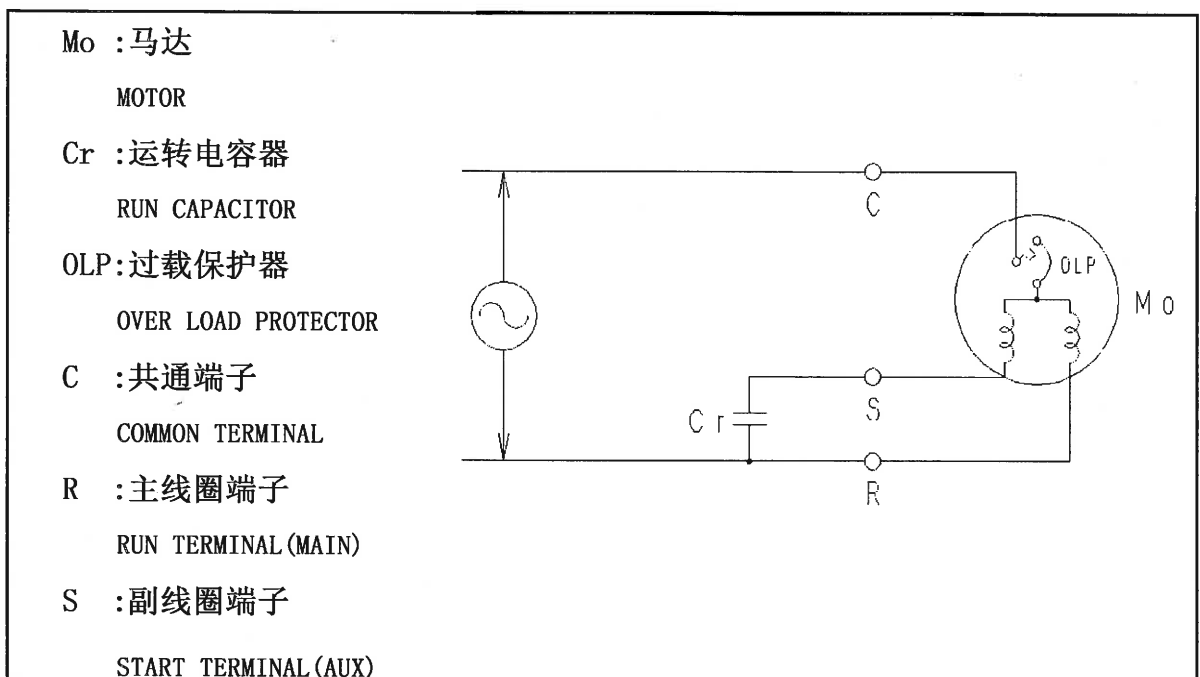 Mo :马达
MOTOR
Cr :运转电容器
RUN CAPACITOR
OLP:过载保护器
OVER LOAD PROTECTOR
C :共通端子
COMMON TERMINAL
R :主线圈端子
RUN TERMINAL(MAIN)
S :副线圈端子
START TERMINAL(AUX)
C
OLP
Mo
S
Cr
R